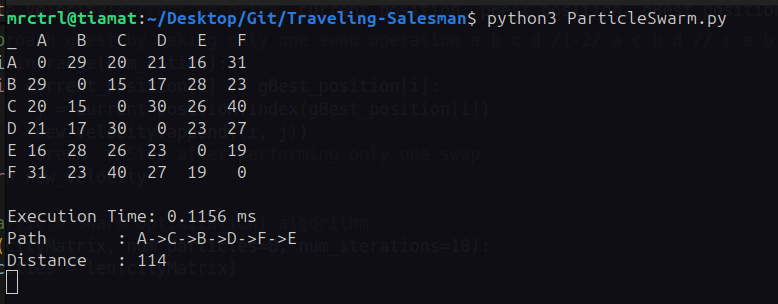 mrctrl@tiamat:~/Desktop/Git/Traveling-Salesman$ python3 ParticleSwarm.py
_  A   B   C   D   E   F
A  0  29  20  21  16  31
B 29   0  15  17  28  23
C 20  15   0  30  26  40
D 21  17  30   0  23  27
E 16  28  26  23   0  19
F 31  23  40  27  19   0
Execution Time: 0.1156 ms
Path      : A->C->B->D->F->E
Distance  : 114